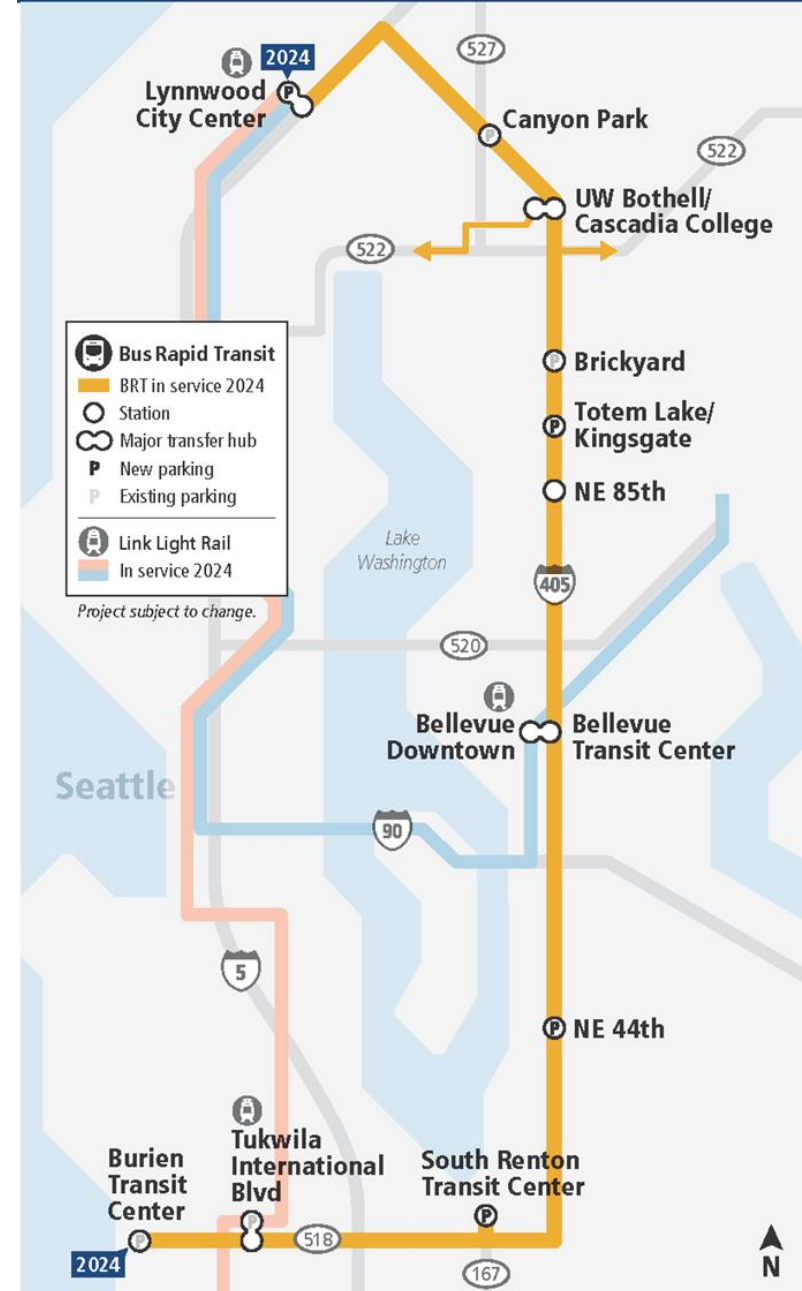 2024
527
Lynnwood
City Center
P
Canyon Park
P
522
UW Bothell/
Cascadia College
522
Bus Rapid Transit
BRT in service 2024
Station
Major transfer hub
P New parking
P Existing parking
Link Light Rail
In service 2024
Project subject to change.
P Brickyard
Totem Lake/
P Kingsgate
NE 85th
Lake
Washington
405
520
Bellevue
Downtown
Bellevue
Transit Center
Seattle
90
5
P NE 44th
Tukwila
International
Blvd
P
Burien
Transit
Center
P
2024
South Renton
Transit Center
P
518
167
N